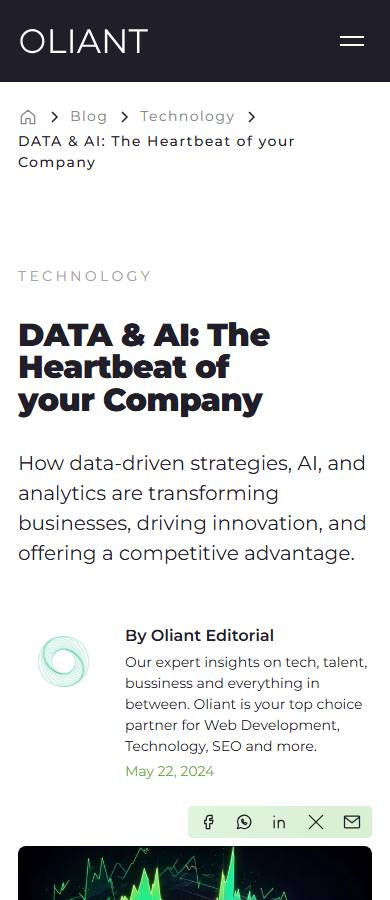 OLIANT
Blog Technology
DATA & AI: The Heartbeat of your
Company
TECHNOLOGY
DATA & AI: The
Heartbeat of
your Company
How data-driven strategies, AI, and
analytics are transforming
businesses, driving innovation, and
offering a competitive advantage.
By Oliant Editorial
Our expert insights on tech, talent,
bussiness and everything in
between. Oliant is your top choice
partner for Web Development,
Technology, SEO and more.
May 22, 2024